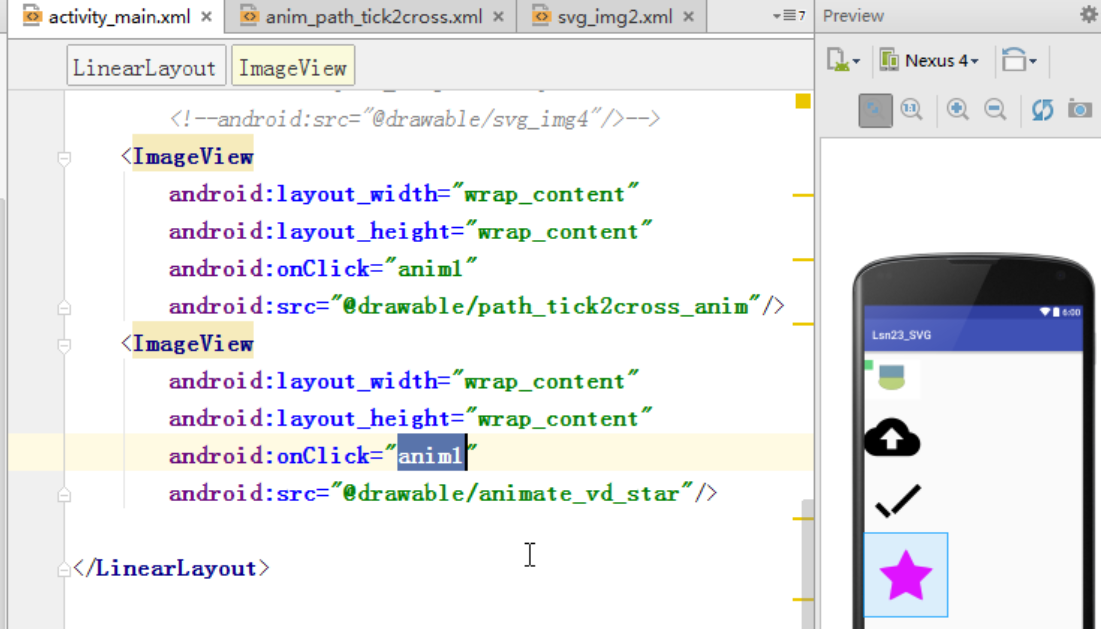 activity_main.xml × anim_path_tick2cross.xml × svg_img2.xml × 7 Preview
Nexus 4
LinearLayout ImageView
<!--android:src="@drawable/svg_img4"/>-->
<ImageView
android:layout_width="wrap_content"
android:layout_height="wrap_content"
android:onClick="anim1"
android:src="@drawable/path_tick2cross_anim"/>
<ImageView
android:layout_width="wrap_content"
android:layout_height="wrap_content"
android:onClick="anim1"
android:src="@drawable/animate_vd_star"/>
</LinearLayout>
6:00
Lsn23_SVG